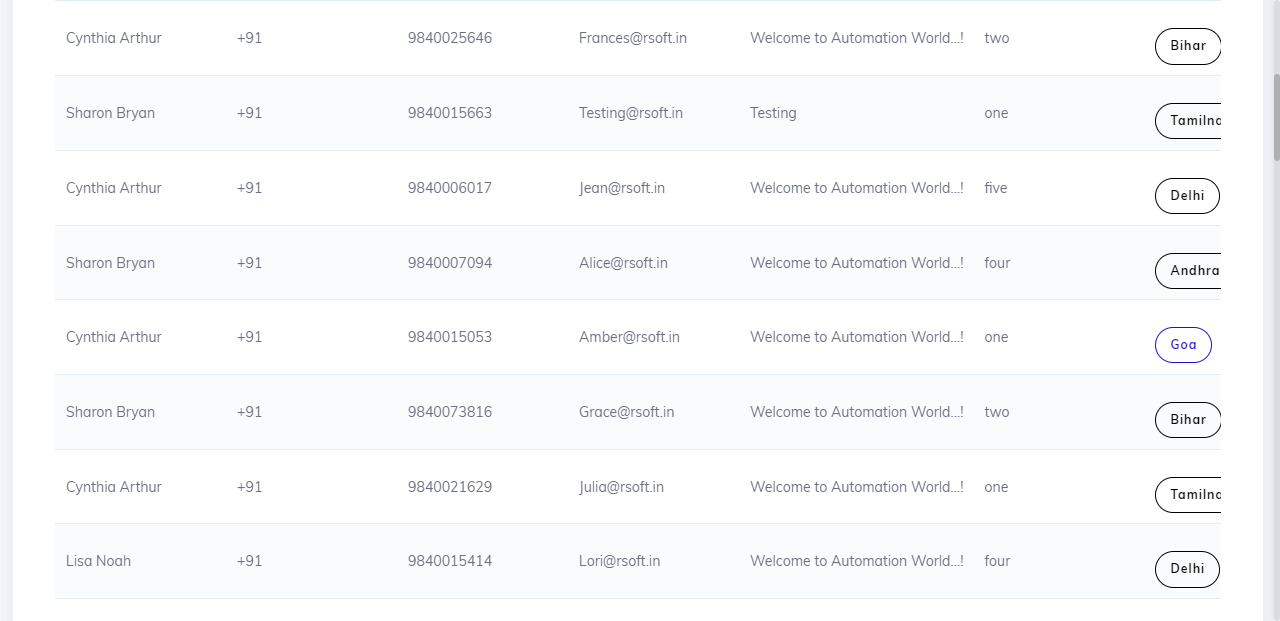 Cynthia Arthur +91 9840025646 Frances@rsoft.in Welcome to Automation World...! two Bihar
Sharon Bryan +91 9840015663 Testing@rsoft.in Testing one Tamilna
Cynthia Arthur +91 9840006017 Jean@rsoft.in Welcome to Automation World...! five Delhi
Sharon Bryan +91 9840007094 Alice@rsoft.in Welcome to Automation World...! four Andhra
Cynthia Arthur +91 9840015053 Amber@rsoft.in Welcome to Automation World...! one Goa
Sharon Bryan +91 9840073816 Grace@rsoft.in Welcome to Automation World...! two Bihar
Cynthia Arthur +91 9840021629 Julia@rsoft.in Welcome to Automation World...! one Tamilna
Lisa Noah +91 9840015414 Lori@rsoft.in Welcome to Automation World...! four Delhi